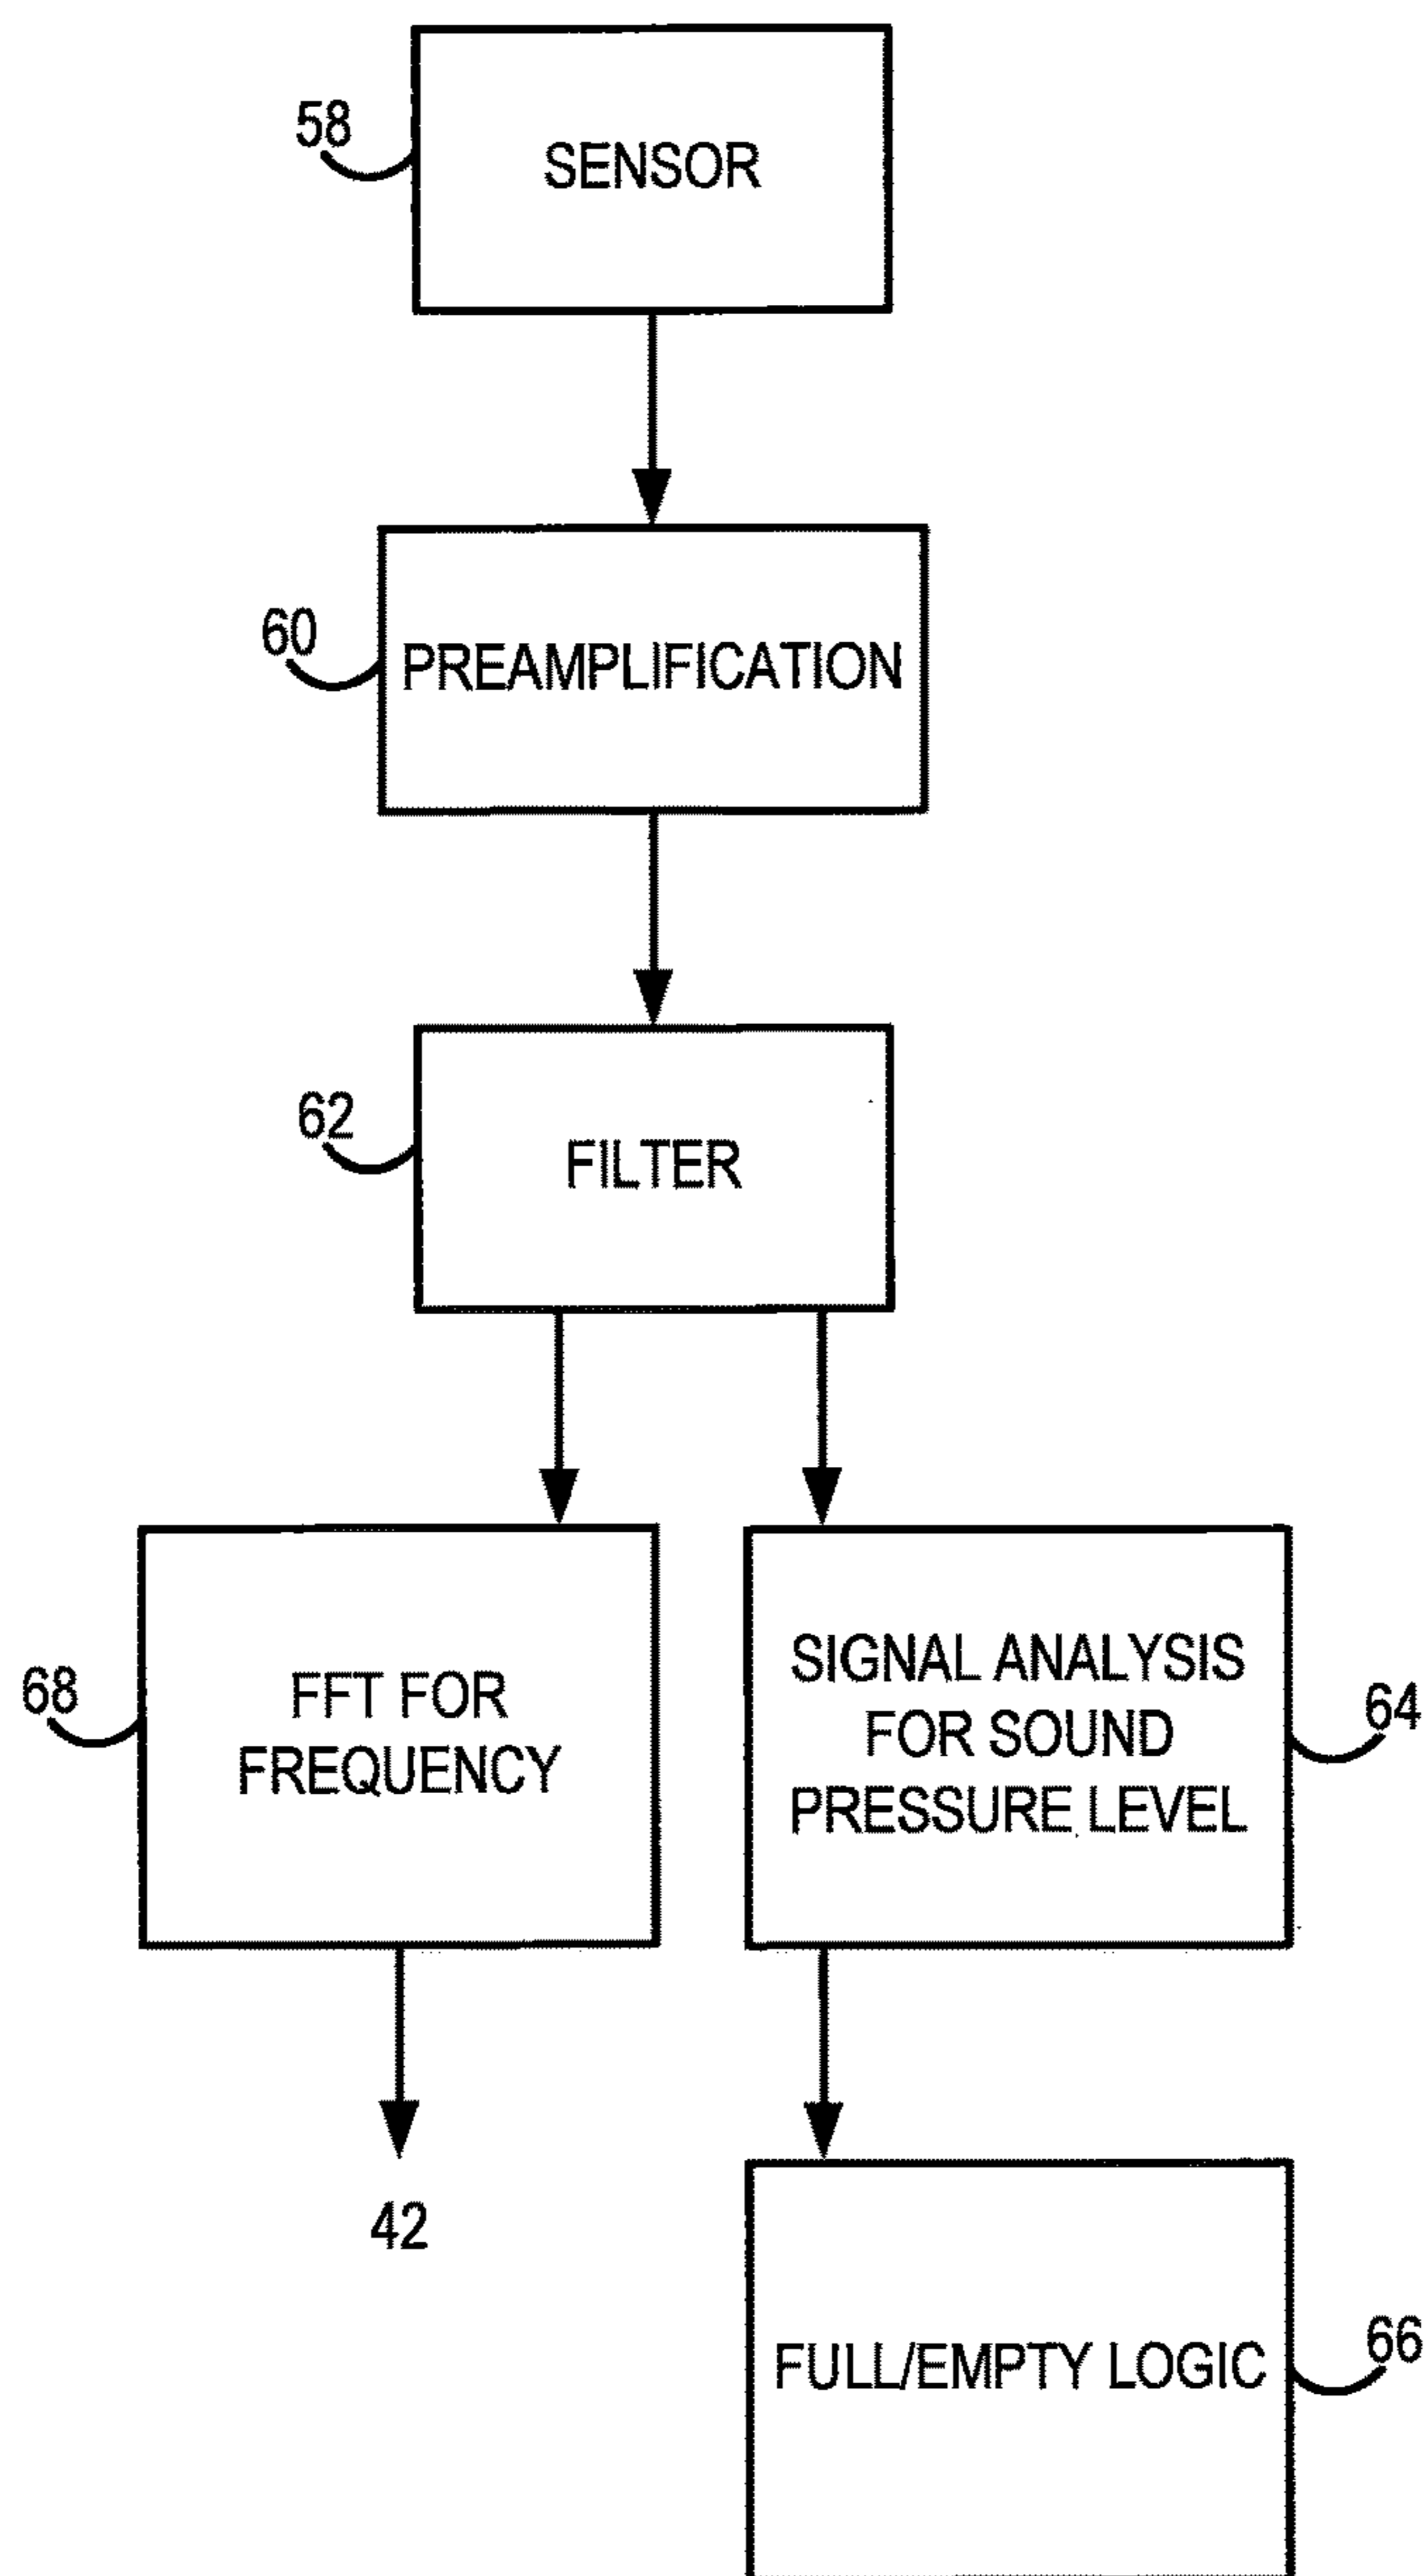 58
SENSOR
60
PREAMPLIFICATION
62
FILTER
68
FFT FOR
FREQUENCY
SIGNAL ANALYSIS
FOR SOUND
PRESSURE LEVEL
64
42
FULL/EMPTY LOGIC
66